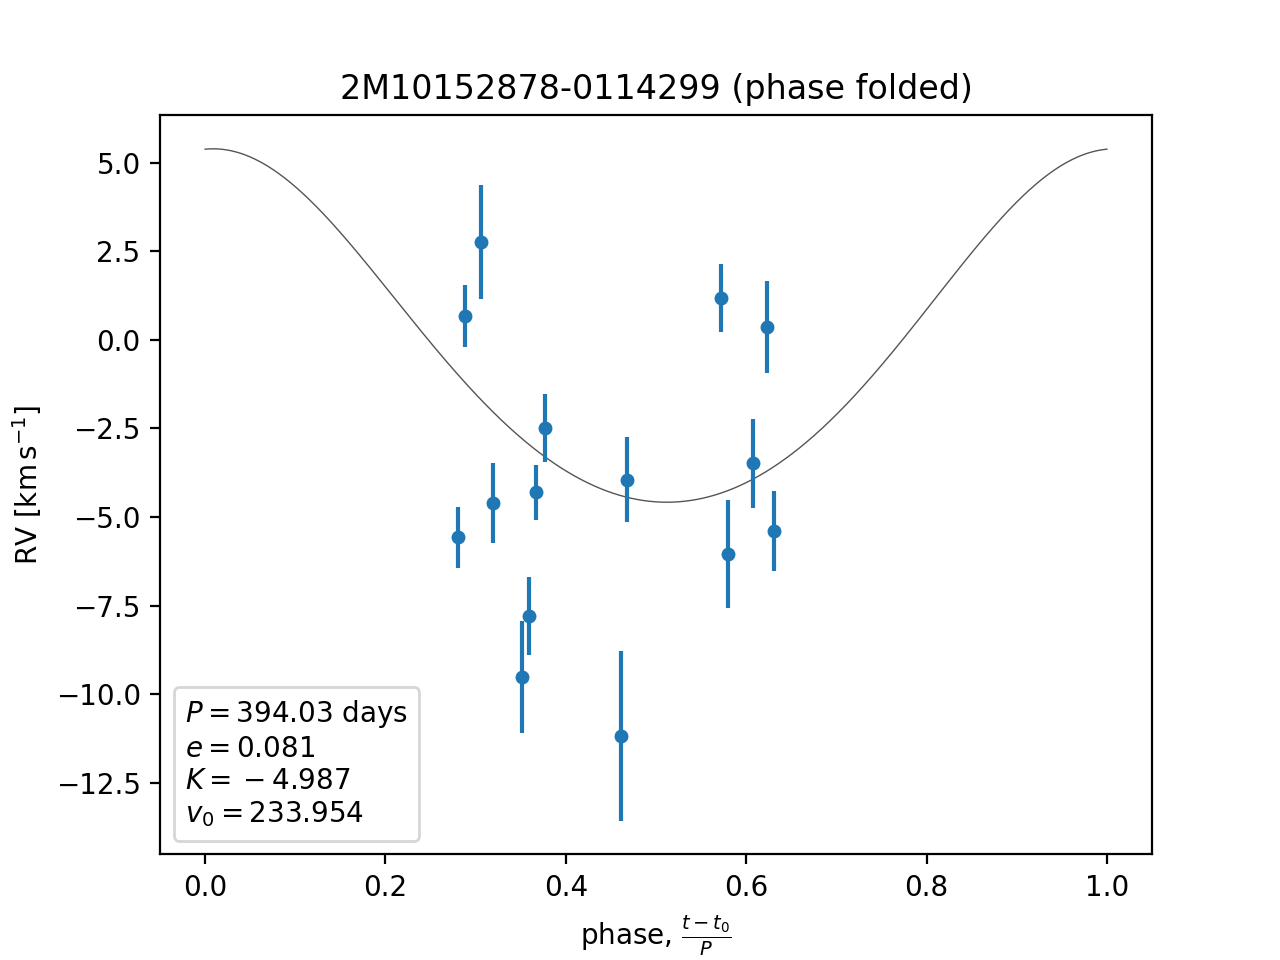 2M10152878-0114299 (phase folded)
RV [km s⁻¹]
5.0
2.5
0.0
−2.5
−5.0
−7.5
−10.0
−12.5
P = 394.03 days
e = 0.081
K = −4.987
v₀ = 233.954
0.0 0.2 0.4 0.6 0.8 1.0
phase, (t − t₀)/P